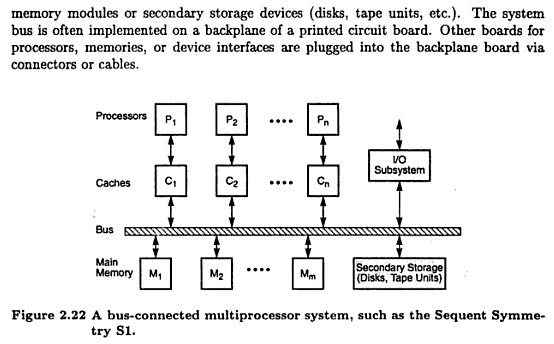 memory modules or secondary storage devices (disks, tape units, etc.). The system
bus is often implemented on a backplane of a printed circuit board. Other boards for
processors, memories, or device interfaces are plugged into the backplane board via
connectors or cables.
Processors P1 P2 •••• Pn
I/O
Subsystem
Caches C1 C2 •••• Cn
Bus
Main
Memory M1 M2 •••• Mm
Secondary Storage
(Disks, Tape Units)
Figure 2.22 A bus-connected multiprocessor system, such as the Sequent Symme-
try S1.